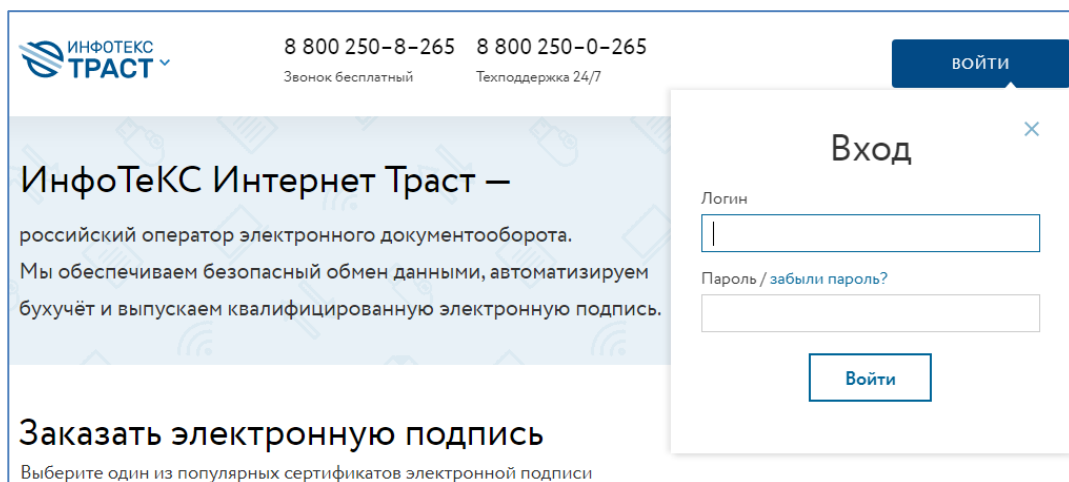 ИНФОТЕКС
ТРАСТ
8 800 250-8-265
Звонок бесплатный
8 800 250-0-265
Техподдержка 24/7
ВОЙТИ
ИнфоТеКС Интернет Траст —
российский оператор электронного документооборота.
Мы обеспечиваем безопасный обмен данными, автоматизируем
бухучёт и выпускаем квалифицированную электронную подпись.
Вход
Логин
Пароль / забыли пароль?
Войти
Заказать электронную подпись
Выберите один из популярных сертификатов электронной подписи